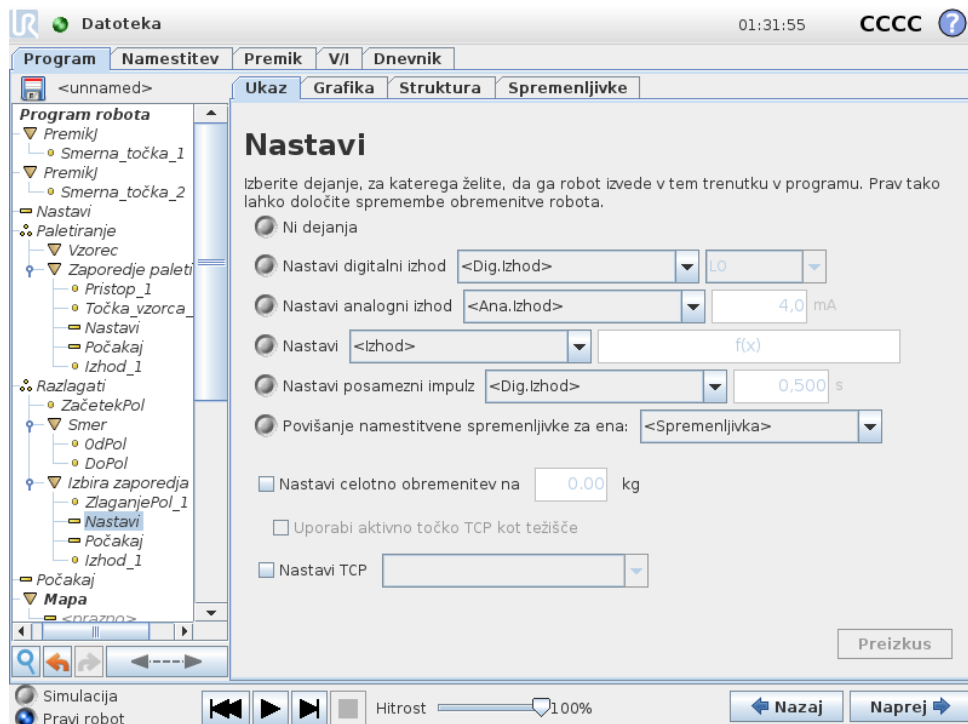 UR Datoteka 01:31:55 CCCC ?
Program Namestitev Premik V/I Dnevnik
<unnamed>
Ukaz Grafika Struktura Spremenljivke
Program robota
PremikJ
Smerna_točka_1
PremikJ
Smerna_točka_2
Nastavi
Paletiranje
Vzorec
Zaporedje paleti
Pristop_1
Točka_vzorca_
Nastavi
Počakaj
Izhod_1
Razlagati
ZačetekPol
Smer
OdPol
DoPol
Izbira zaporedja
ZlaganjePol_1
Nastavi
Počakaj
Izhod_1
Počakaj
Mapa
<prazno>
Nastavi
Izberite dejanje, za katerega želite, da ga robot izvede v tem trenutku v programu. Prav tako
lahko določite spremembe obremenitve robota.
Ni dejanja
Nastavi digitalni izhod <Dig.Izhod> LO
Nastavi analogni izhod <Ana.Izhod> 4,0 mA
Nastavi <Izhod> f(x)
Nastavi posamezni impulz <Dig.Izhod> 0,500 s
Povišanje namestitvene spremenljivke za ena: <Spremenljivka>
Nastavi celotno obremenitev na 0.00 kg
Uporabi aktivno točko TCP kot težišče
Nastavi TCP
Preizkus
Simulacija
Pravi robot
Hitrost 100%
Nazaj Naprej